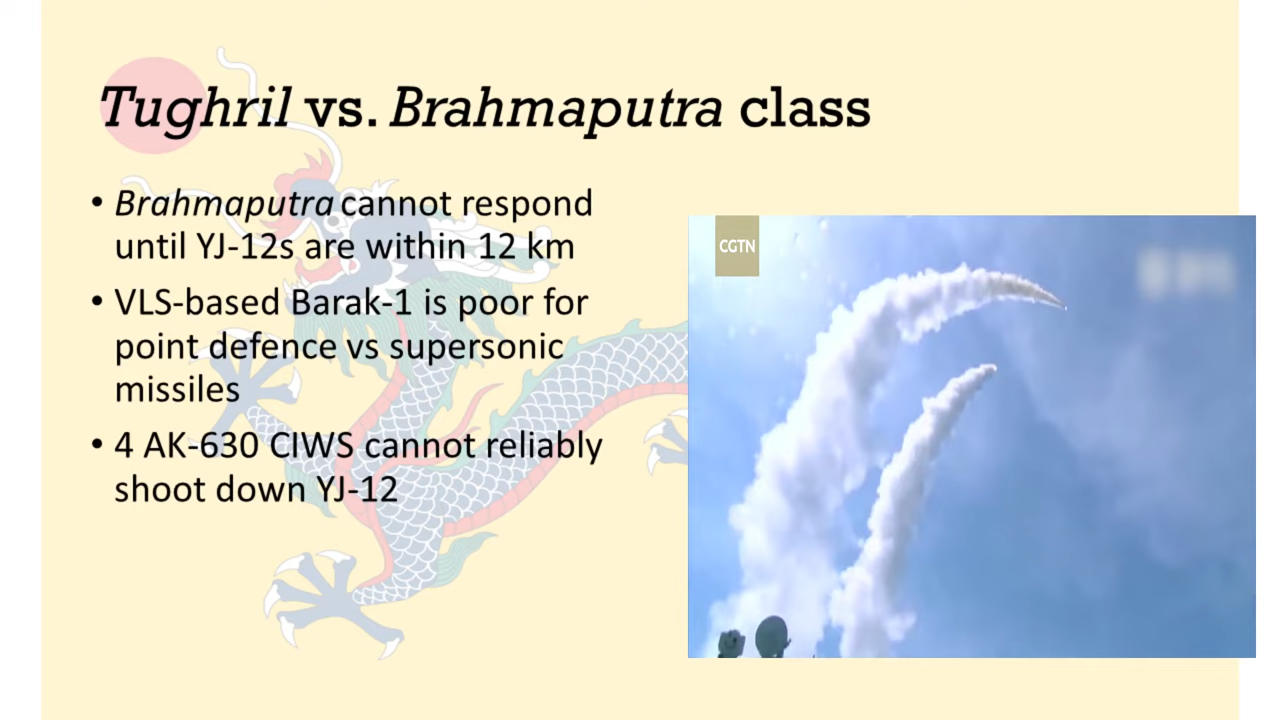 Tughril vs. Brahmaputra class
• Brahmaputra cannot respond
until YJ-12s are within 12 km
• VLS-based Barak-1 is poor for
point defence vs supersonic
missiles
• 4 AK-630 CIWS cannot reliably
shoot down YJ-12
CGTN